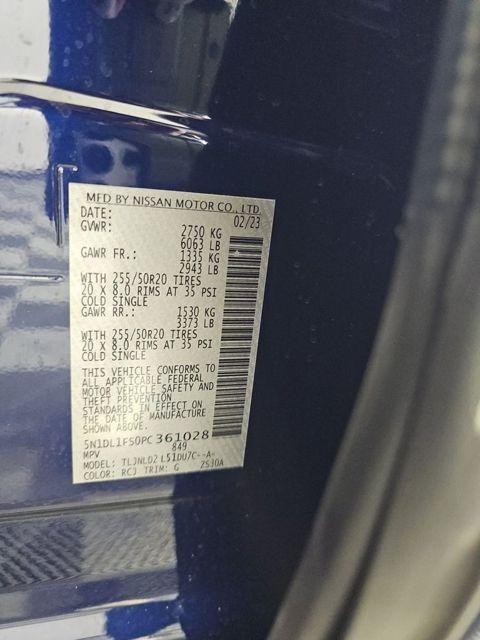 MFD BY NISSAN MOTOR CO., LTD.
DATE: 02/23
GVWR: 2750 KG
6063 LB
GAWR FR.: 1335 KG
2943 LB
WITH 255/50R20 TIRES
20 X 8.0 RIMS AT 35 PSI
COLD SINGLE
GAWR RR.: 1530 KG
3373 LB
WITH 255/50R20 TIRES
20 X 8.0 RIMS AT 35 PSI
COLD SINGLE
THIS VEHICLE CONFORMS TO
ALL APPLICABLE FEDERAL
MOTOR VEHICLE SAFETY AND
THEFT PREVENTION
STANDARDS IN EFFECT ON
THE DATE OF MANUFACTURE
5N1DL1FS0PC361028
MPV 849
MODEL: TLJNLD2 L51DU7C--A-
COLOR: RCJ TRIM: G 2S30A